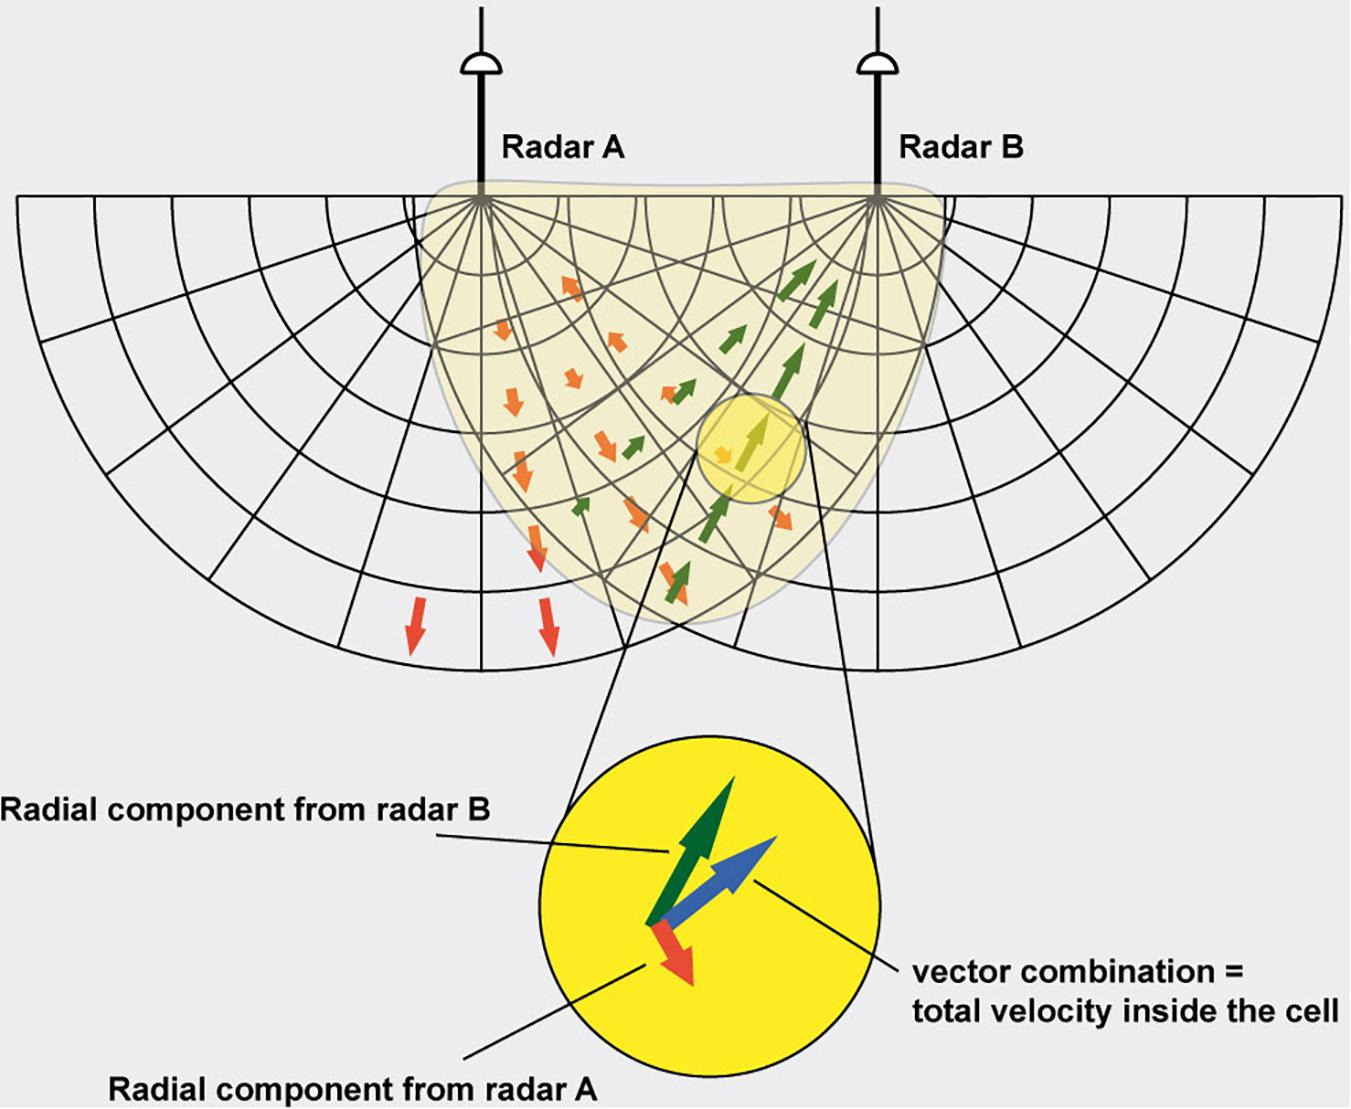 Radar A
Radar B
Radial component from radar B
vector combination =
total velocity inside the cell
Radial component from radar A